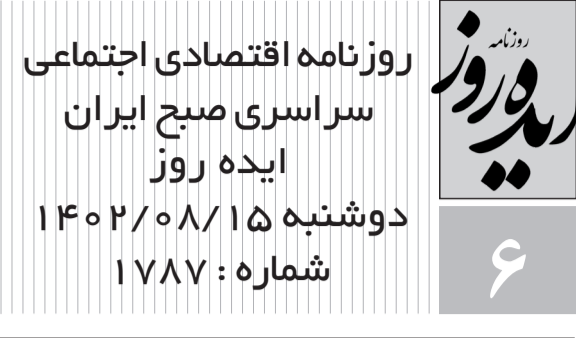 روزنامه
ایده روز
روزنامه اقتصادی اجتماعی
سراسری صبح ایران
ایده روز
دوشنبه ۱۴۰۲/۰۸/۱۵
شماره : ۱۷۸۷
۶